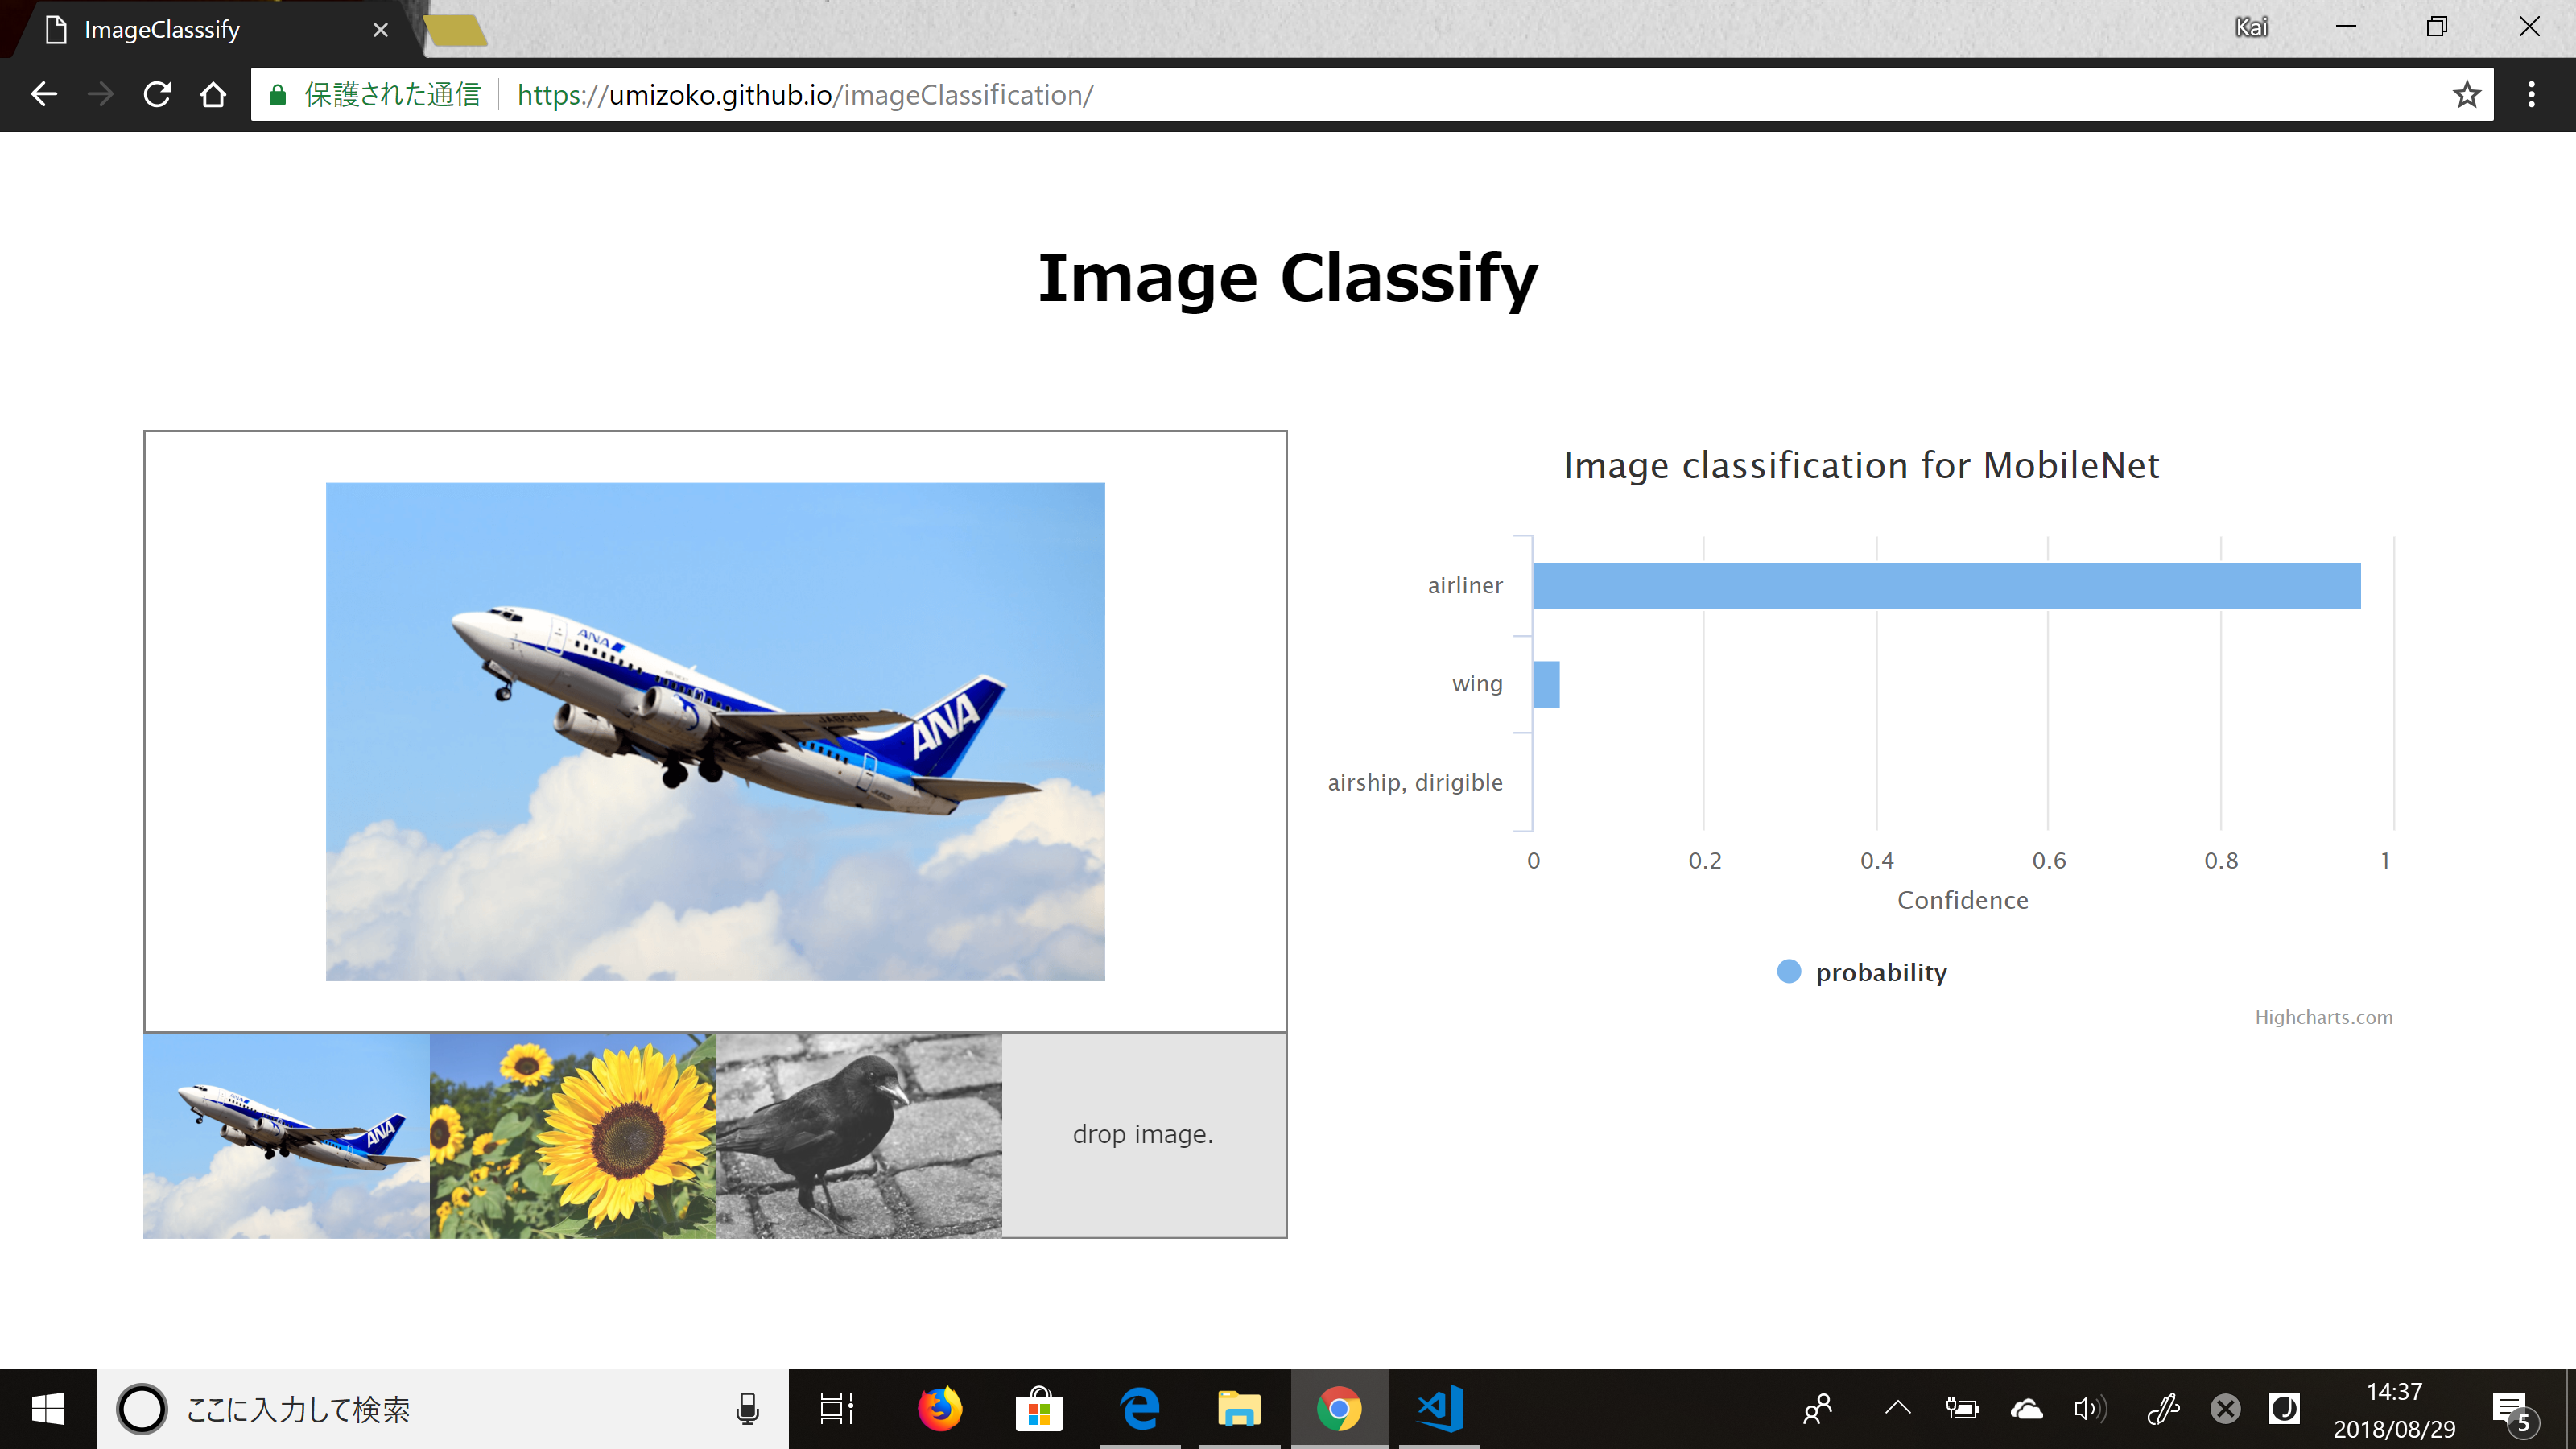 ImageClasssify
Kai
保護された通信 https://umizoko.github.io/imageClassification/
Image Classify
ANA
ANA
Image classification for MobileNet
airliner
wing
airship, dirigible
0 0.2 0.4 0.6 0.8 1
Confidence
probability
Highcharts.com
ANA
drop image.
ここに入力して検索
14:37
2018/08/29
5